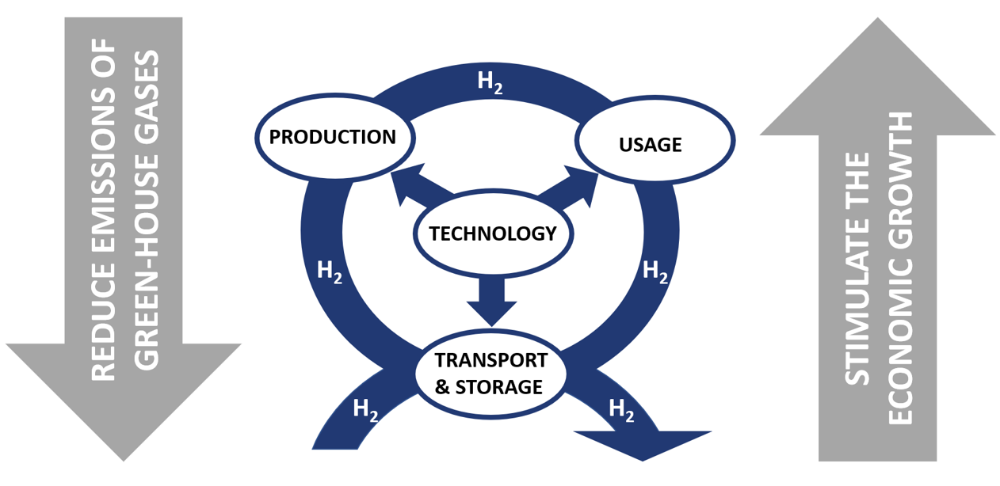 REDUCE EMISSIONS OF
GREEN-HOUSE GASES
H₂
PRODUCTION
USAGE
TECHNOLOGY
H₂
H₂
TRANSPORT
& STORAGE
H₂
H₂
STIMULATE THE
ECONOMIC GROWTH